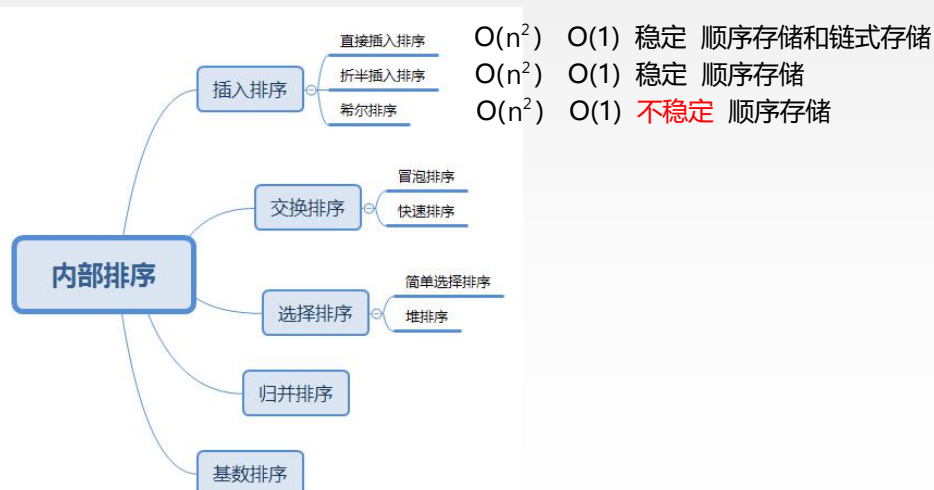 直接插入排序 O(n²) O(1) 稳定 顺序存储和链式存储
插入排序 折半插入排序 O(n²) O(1) 稳定 顺序存储
希尔排序 O(n²) O(1) 不稳定 顺序存储
冒泡排序
交换排序 快速排序
内部排序
简单选择排序
选择排序 堆排序
归并排序
基数排序